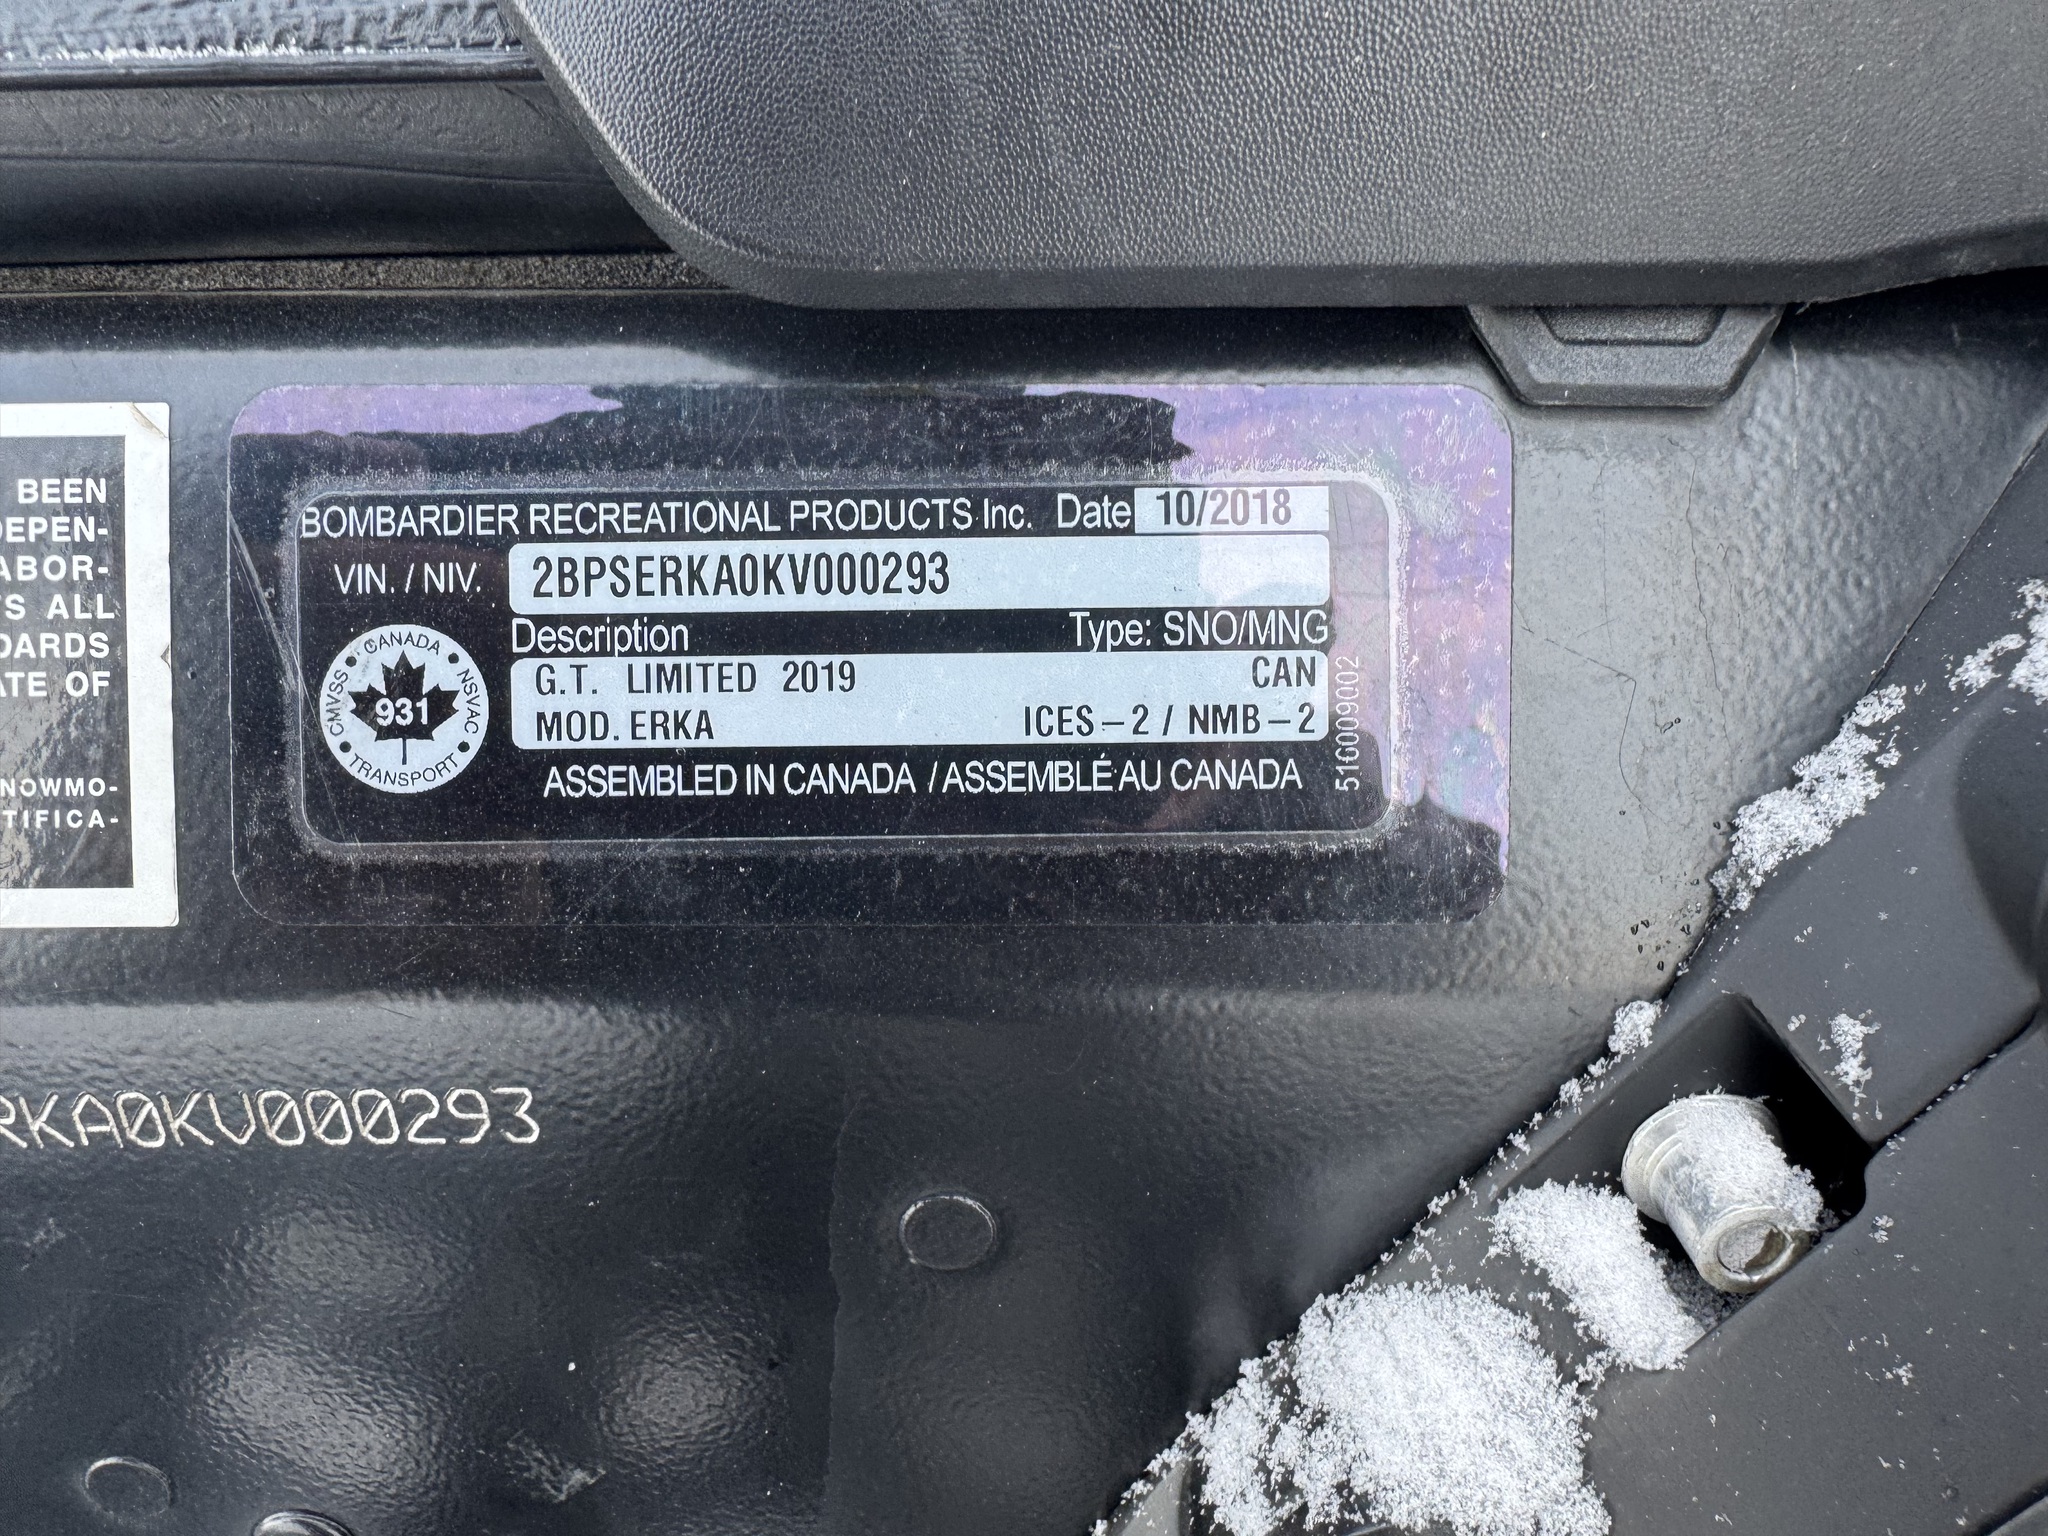 BEEN
DEPEN-
ABOR-
ALL
DARDS
OF
NOWMO-
TIFICA-
BOMBARDIER RECREATIONAL PRODUCTS Inc. Date 10/2018
VIN. / NIV. 2BPSERKA0KV000293
Description Type: SNO/MNG
G.T. LIMITED 2019 CAN
MOD. ERKA ICES-2 / NMB-2
ASSEMBLED IN CANADA / ASSEMBLÉ AU CANADA
CANADA
CMVSS
NSVAC
931
TRANSPORT
516009002
RKA0KV000293